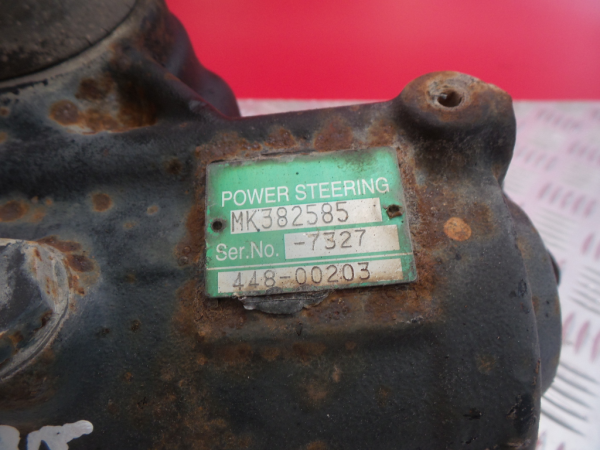 POWER STEERING
MK382585
Ser.No. -7327
448-00203